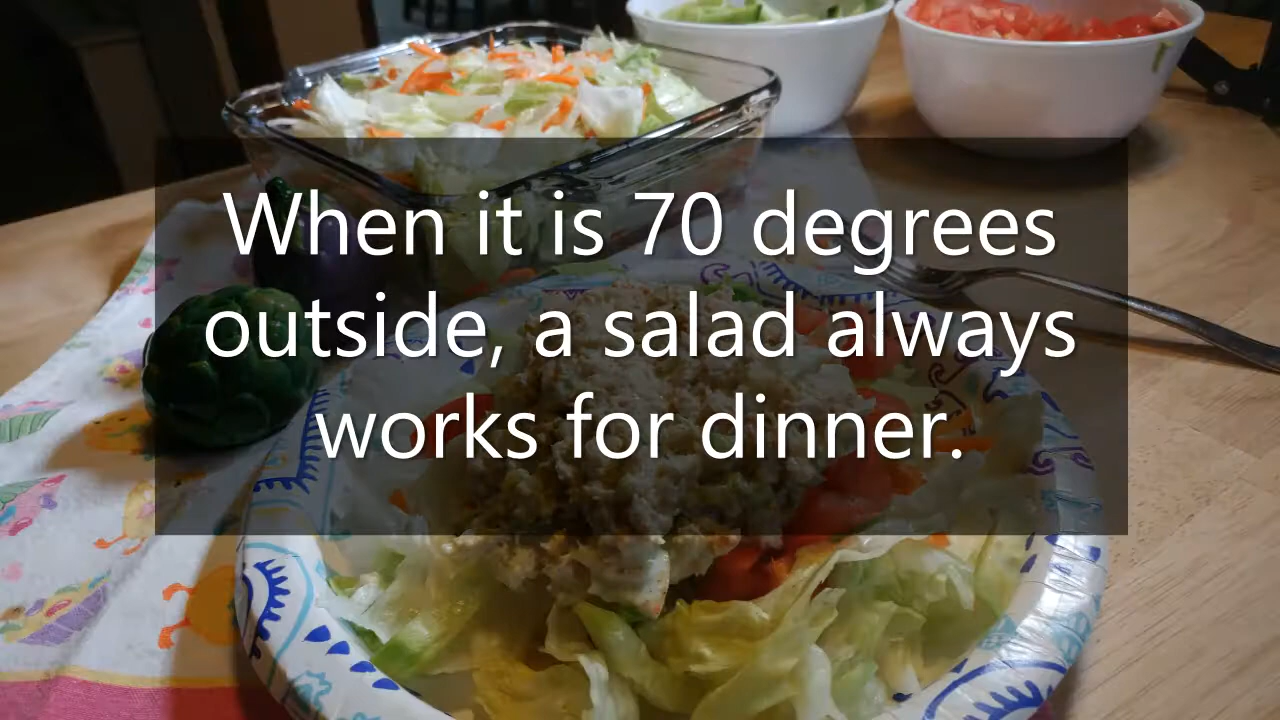 When it is 70 degrees
outside, a salad always
works for dinner.